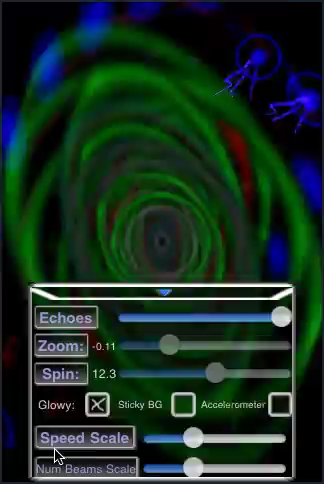 Echoes
Zoom: -0.11
Spin: 12.3
Glowy: Sticky BG Accelerometer
Speed Scale
Num Beams Scale